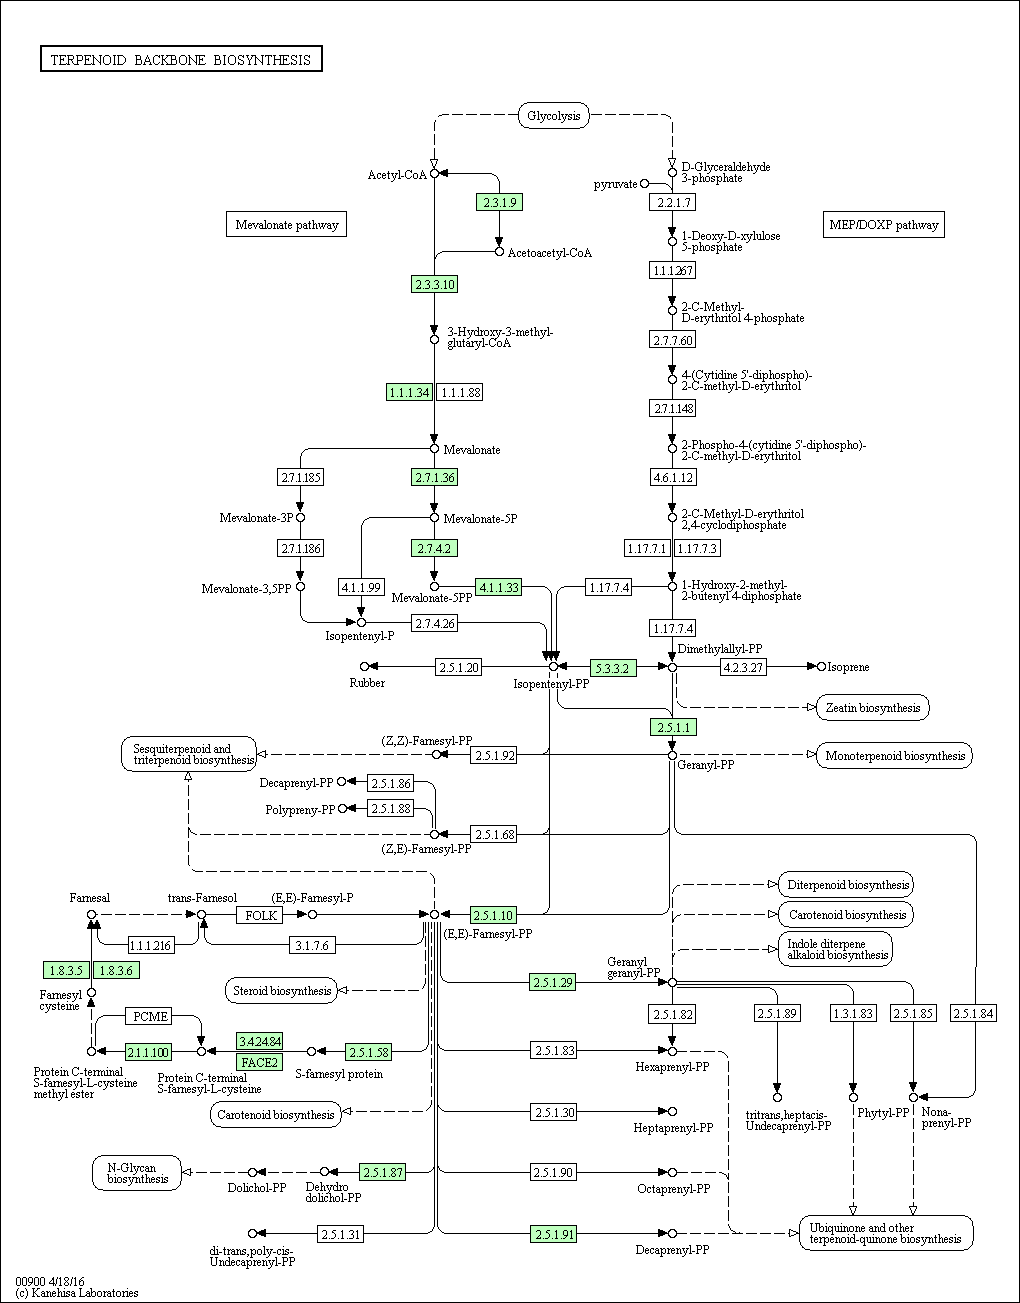 TERPENOID BACKBONE BIOSYNTHESIS
Glycolysis
Acetyl-CoA
D-Glyceraldehyde
3-phosphate
pyruvate
2.3.1.9
2.2.1.7
Mevalonate pathway
MEP/DOXP pathway
1-Deoxy-D-xylulose
5-phosphate
Acetoacetyl-CoA
1.1.1.267
2.3.3.10
2-C-Methyl-
D-erythritol 4-phosphate
3-Hydroxy-3-methyl-
glutaryl-CoA
2.7.7.60
4-(Cytidine 5'-diphospho)-
2-C-methyl-D-erythritol
1.1.1.34
1.1.1.88
2.7.1.148
Mevalonate
2-Phospho-4-(cytidine 5'-diphospho)-
2-C-methyl-D-erythritol
2.7.1.185
2.7.1.36
4.6.1.12
Mevalonate-3P
Mevalonate-5P
2-C-Methyl-D-erythritol
2,4-cyclodiphosphate
2.7.1.186
2.7.4.2
1.17.7.1
1.17.7.3
Mevalonate-3,5PP
4.1.1.99
Mevalonate-5PP
4.1.1.33
1.17.7.4
1-Hydroxy-2-methyl-
2-butenyl 4-diphosphate
Isopentenyl-P
2.7.4.26
1.17.7.4
Dimethylallyl-PP
Rubber
2.5.1.20
Isopentenyl-PP
5.3.3.2
4.2.3.27
Isoprene
Zeatin biosynthesis
2.5.1.1
(Z,Z)-Farnesyl-PP
Sesquiterpenoid and
triterpenoid biosynthesis
2.5.1.92
Geranyl-PP
Monoterpenoid biosynthesis
Decaprenyl-PP
2.5.1.86
Polypreny-PP
2.5.1.88
2.5.1.68
(Z,E)-Farnesyl-PP
Diterpenoid biosynthesis
Farnesal
trans-Farnesol
(E,E)-Farnesyl-P
FOLK
2.5.1.10
Carotenoid biosynthesis
(E,E)-Farnesyl-PP
1.1.1.216
3.1.7.6
Indole diterpene
alkaloid biosynthesis
1.8.3.5
1.8.3.6
Geranyl
geranyl-PP
2.5.1.29
Farnesyl
cysteine
Steroid biosynthesis
PCME
2.5.1.82
2.5.1.89
1.3.1.83
2.5.1.85
2.5.1.84
3.4.24.84
2.1.1.100
FACE2
2.5.1.58
2.5.1.83
Hexaprenyl-PP
Protein C-terminal
S-farnesyl-L-cysteine
methyl ester
Protein C-terminal
S-farnesyl-L-cysteine
S-farnesyl protein
Carotenoid biosynthesis
2.5.1.30
Heptaprenyl-PP
tritrans,heptacis-
Undecaprenyl-PP
Phytyl-PP
Nona-
prenyl-PP
N-Glycan
biosynthesis
Dolichol-PP
Dehydro
dolichol-PP
2.5.1.87
2.5.1.90
Octaprenyl-PP
2.5.1.31
di-trans,poly-cis-
Undecaprenyl-PP
2.5.1.91
Decaprenyl-PP
Ubiquinone and other
terpenoid-quinone biosynthesis
00900 4/18/16
(c) Kanehisa Laboratories